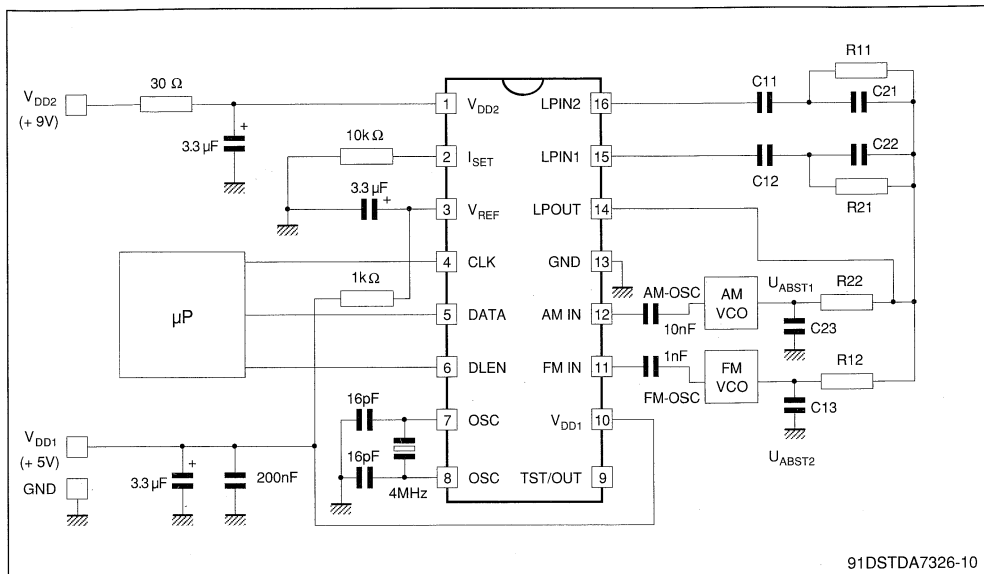 V_DD2
(+ 9V)
30 Ω
3.3 µF
+
10k Ω
3.3 µF
+
1k Ω
µP
V_DD1
(+ 5V)
GND
3.3 µF
+
200nF
16pF
16pF
4MHz
1 V_DD2
2 I_SET
3 V_REF
4 CLK
5 DATA
6 DLEN
7 OSC
8 OSC
LPIN2 16
LPIN1 15
LPOUT 14
GND 13
AM IN 12
FM IN 11
V_DD1 10
TST/OUT 9
C11
R11
C21
C12
C22
R21
AM-OSC
10nF
AM
VCO
U_ABST1
R22
C23
1nF
FM-OSC
FM
VCO
R12
C13
U_ABST2
91DSTDA7326-10